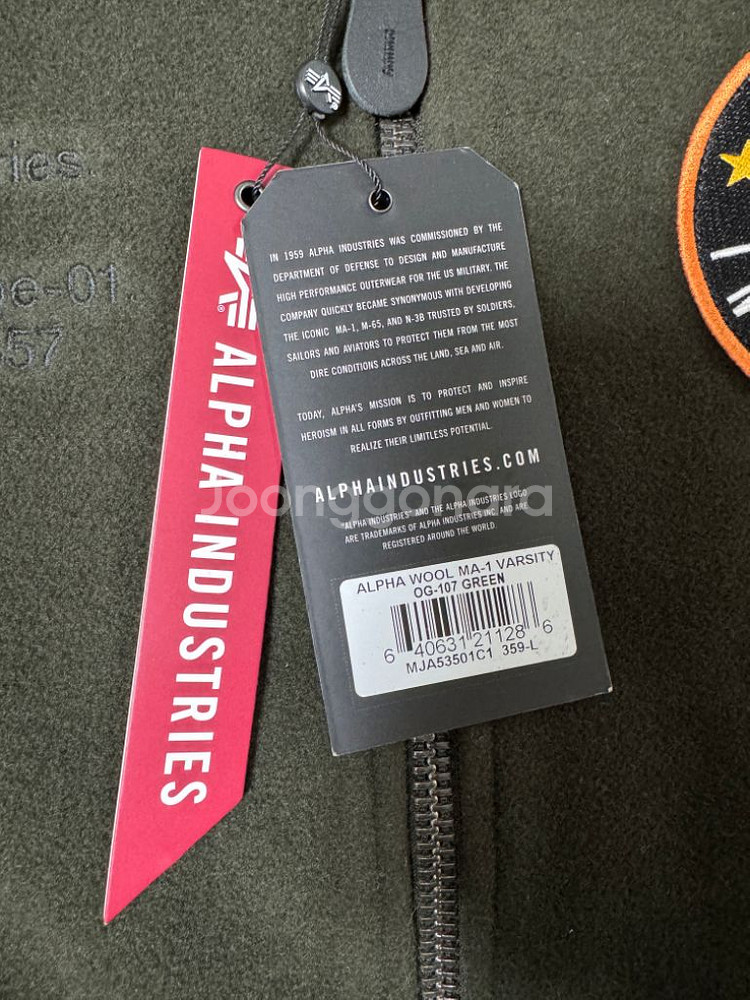 ries
pe-01.
57
ALPHA INDUSTRIES
IN 1959 ALPHA INDUSTRIES WAS COMMISSIONED BY THE
DEPARTMENT OF DEFENSE TO DESIGN AND MANUFACTURE
HIGH PERFORMANCE OUTERWEAR FOR THE US MILITARY. THE
COMPANY QUICKLY BECAME SYNONYMOUS WITH DEVELOPING
THE ICONIC MA-1, M-65, AND N-3B TRUSTED BY SOLDIERS,
SAILORS AND AVIATORS TO PROTECT THEM FROM THE MOST
DIRE CONDITIONS ACROSS THE LAND, SEA AND AIR.
TODAY, ALPHA'S MISSION IS TO PROTECT AND INSPIRE
HEROISM IN ALL FORMS BY OUTFITTING MEN AND WOMEN TO
REALIZE THEIR LIMITLESS POTENTIAL.
ALPHAINDUSTRIES.COM
Joongdonara
"ALPHA INDUSTRIES" AND THE ALPHA INDUSTRIES LOGO
ARE TRADEMARKS OF ALPHA INDUSTRIES INC. AND ARE
REGISTERED AROUND THE WORLD.
ALPHA WOOL MA-1 VARSITY
OG-107 GREEN
6 40631 21128 6
MJA53501C1 359-L